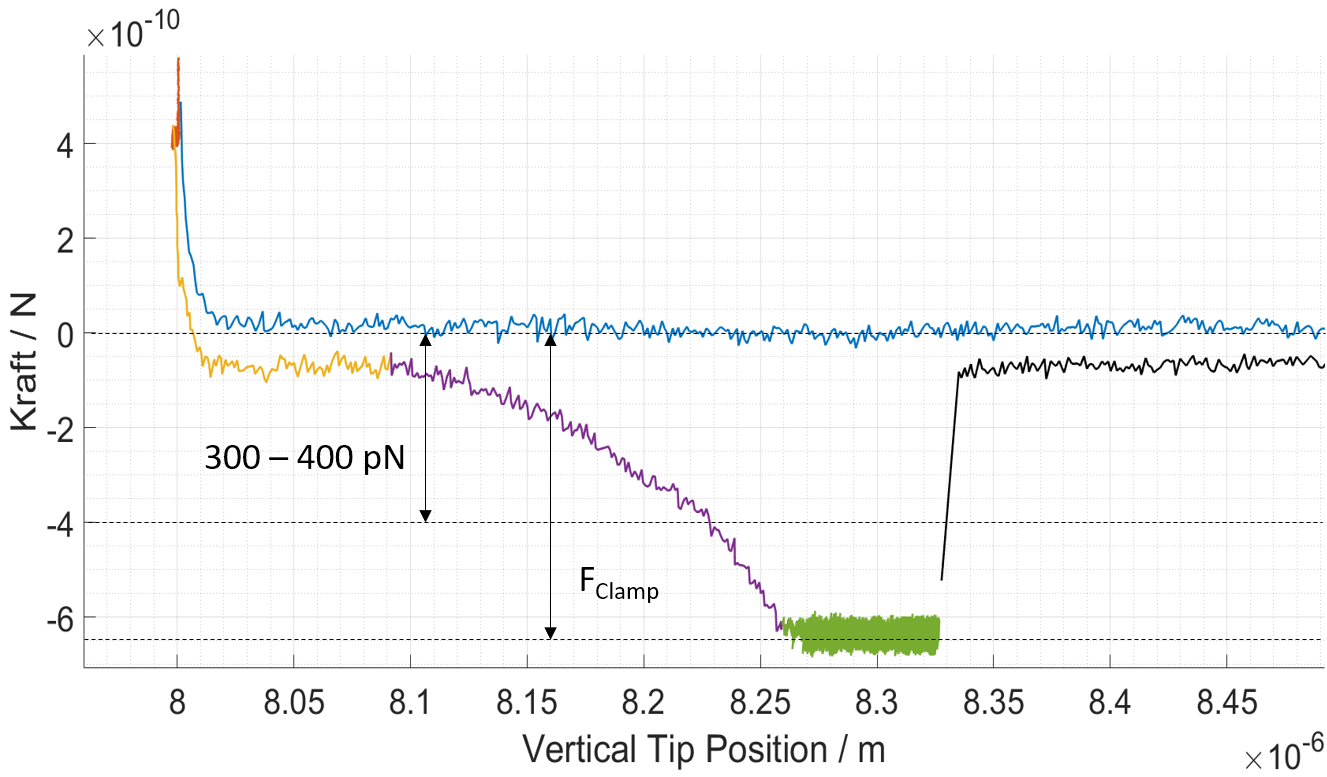 ×10⁻¹⁰
Kraft / N
4
2
0
-2
-4
-6
300 – 400 pN
F_Clamp
8 8.05 8.1 8.15 8.2 8.25 8.3 8.35 8.4 8.45
Vertical Tip Position / m
×10⁻⁶